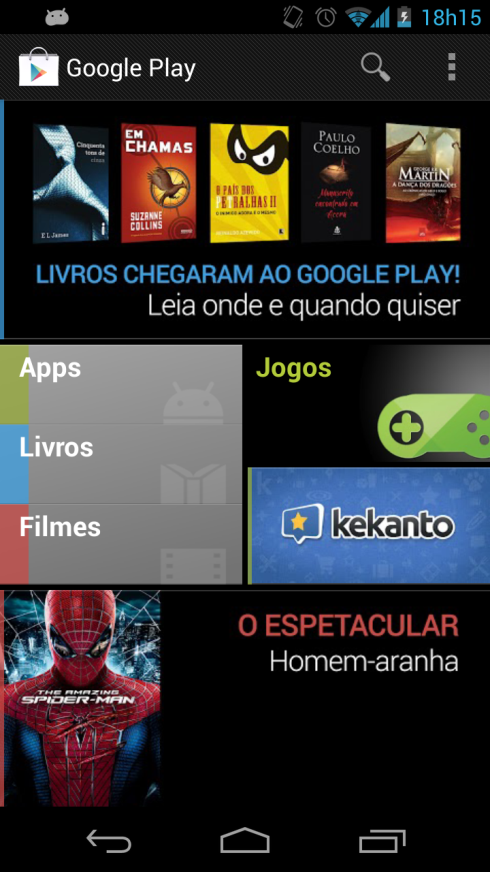 18h15
Google Play
Cinquenta
tons de
cinza
E L James
EM
CHAMAS
SUZANNE
COLLINS
O PAÍS DOS
PETRALHAS II
PAULO
COELHO
Manuscrito
encontrado em
Accra
GEORGE R.R.
MARTIN
A DANÇA DOS DRAGÕES
LIVROS CHEGARAM AO GOOGLE PLAY!
Leia onde e quando quiser
Apps
Jogos
Livros
kekanto
Filmes
O ESPETACULAR
Homem-aranha
THE AMAZING
SPIDER-MAN